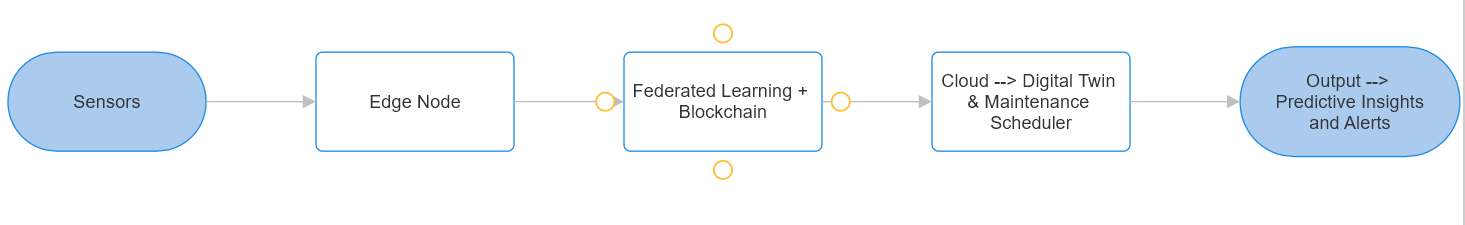 Sensors
Edge Node
Federated Learning +
Blockchain
Cloud --> Digital Twin
& Maintenance
Scheduler
Output -->
Predictive Insights
and Alerts